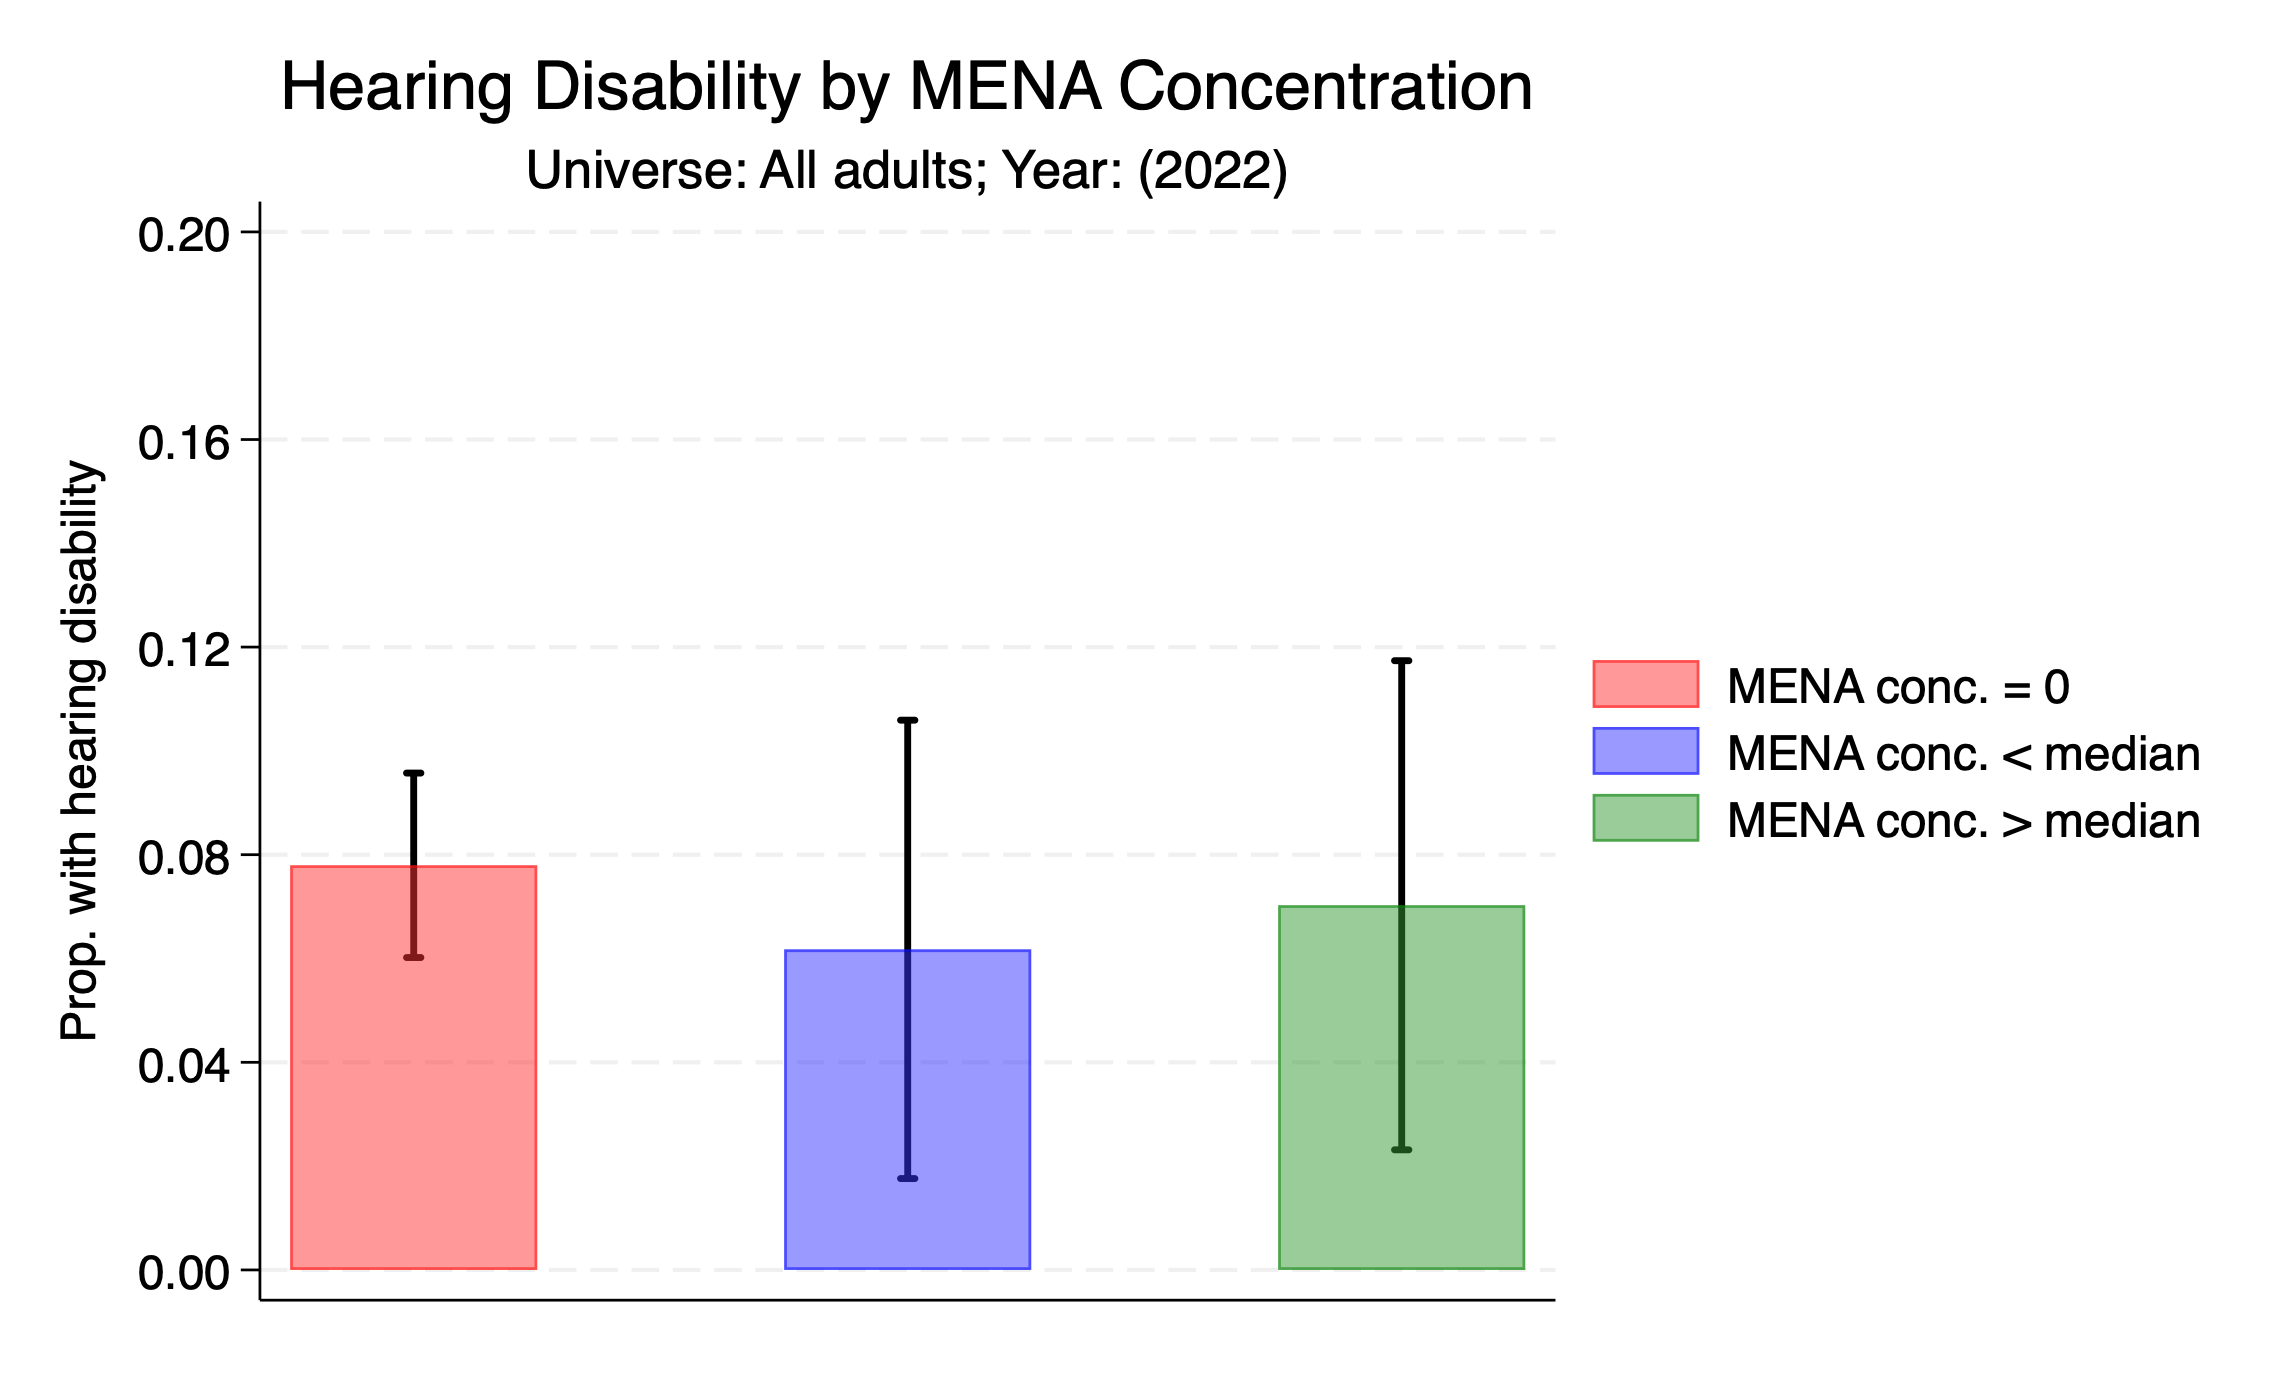 Hearing Disability by MENA Concentration
Universe: All adults; Year: (2022)
Prop. with hearing disability
0.20
0.16
0.12
0.08
0.04
0.00
MENA conc. = 0
MENA conc. < median
MENA conc. > median